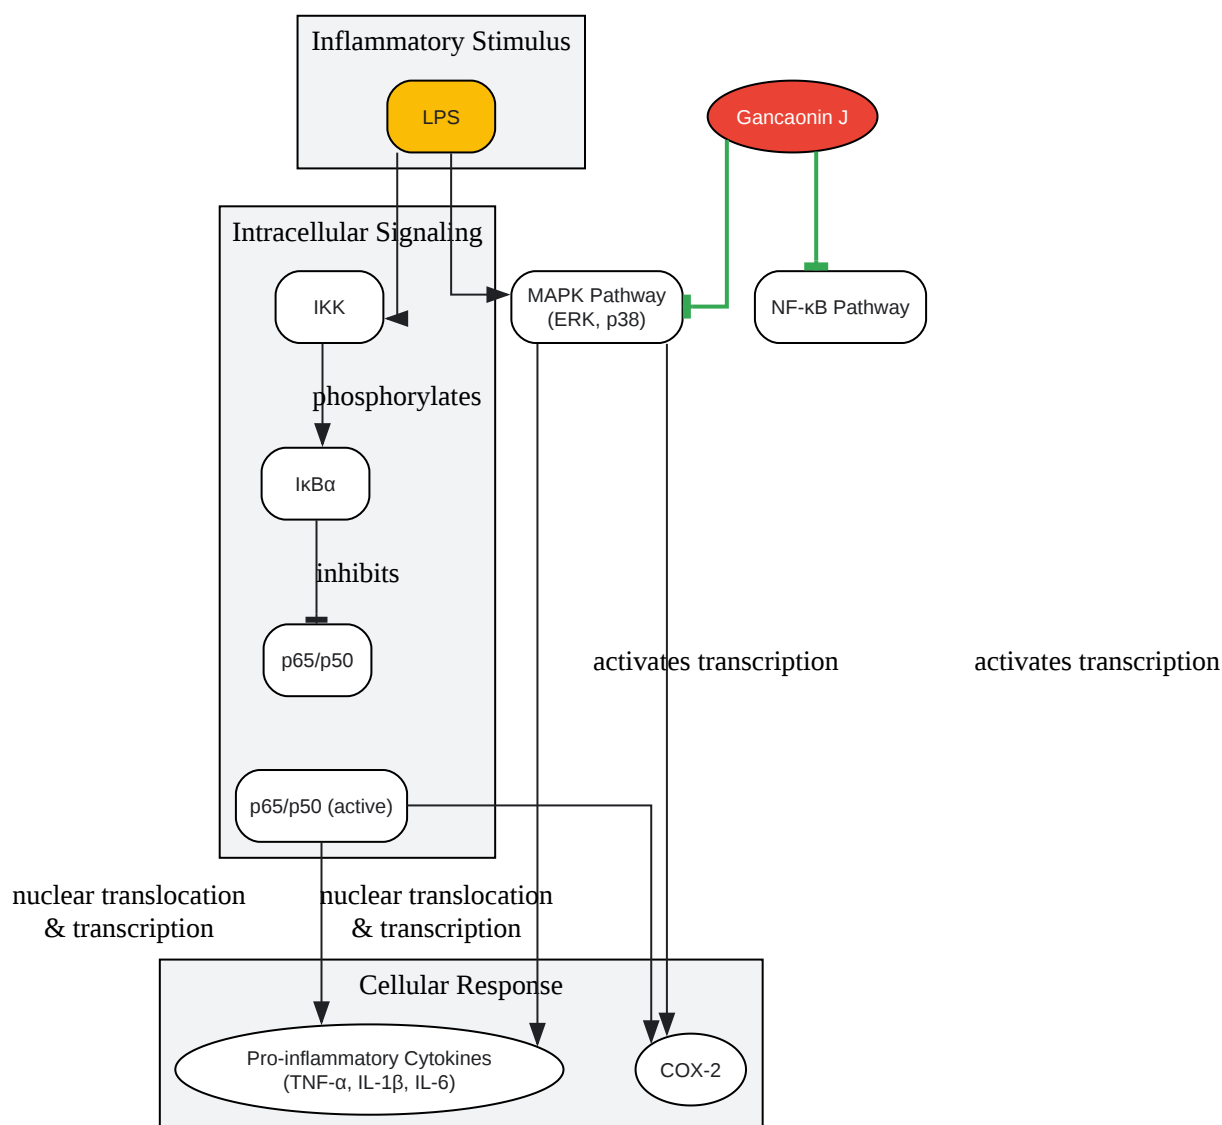 Inflammatory Stimulus
LPS
Gancaonin J
Intracellular Signaling
IKK
MAPK Pathway
(ERK, p38)
NF-κB Pathway
phosphorylates
IκBα
inhibits
p65/p50
activates transcription
activates transcription
p65/p50 (active)
nuclear translocation
& transcription
nuclear translocation
& transcription
Cellular Response
Pro-inflammatory Cytokines
(TNF-α, IL-1β, IL-6)
COX-2